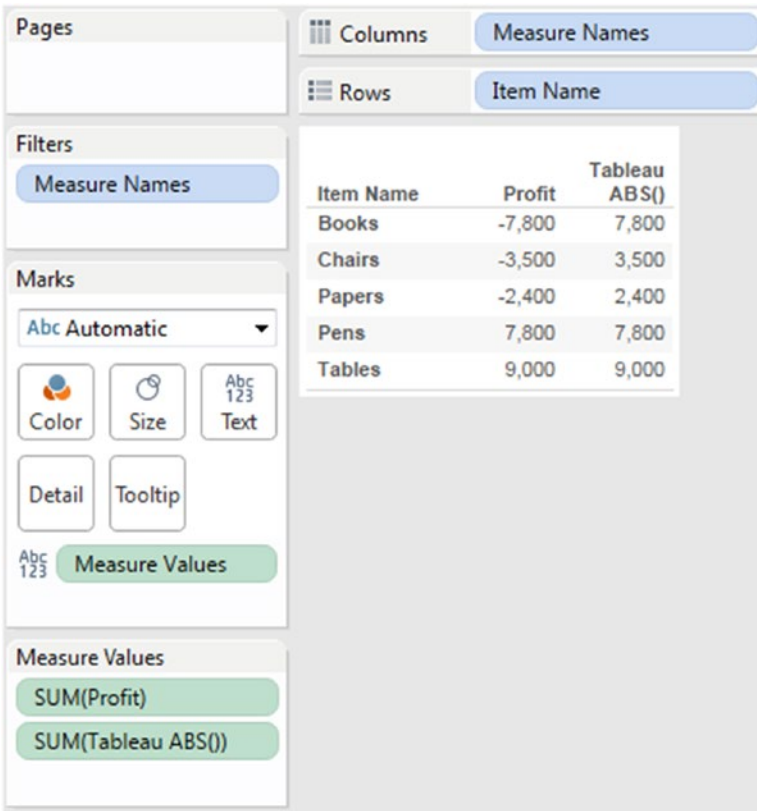 Pages
Columns Measure Names
Rows Item Name
Filters
Measure Names
Marks
Abc Automatic
Color
Size
Abc
123
Text
Detail
Tooltip
Abc
123
Measure Values
Measure Values
SUM(Profit)
SUM(Tableau ABS())
Tableau
Item Name Profit ABS()
Books -7,800 7,800
Chairs -3,500 3,500
Papers -2,400 2,400
Pens 7,800 7,800
Tables 9,000 9,000